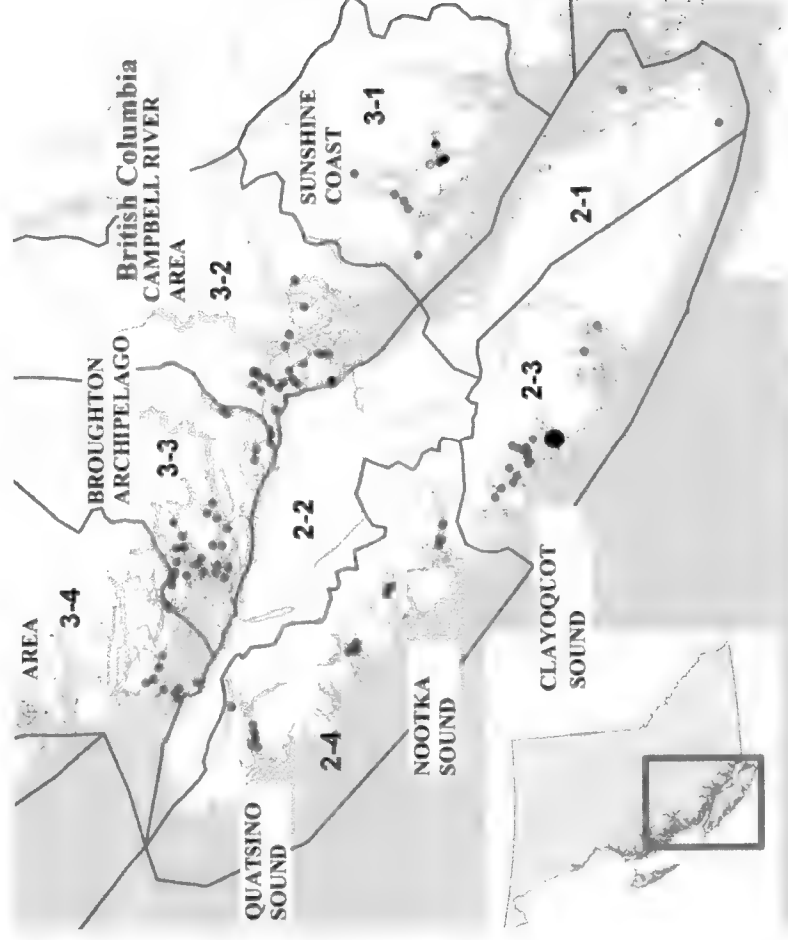 AREA
3-4
BROUGHTON
ARCHIPELAGO
3-3
British Columbia
CAMPBELL RIVER
AREA
3-2
SUNSHINE
COAST
3-1
2-2
2-1
2-3
2-4
QUATSINO
SOUND
NOOTKA
SOUND
CLAYOQUOT
SOUND